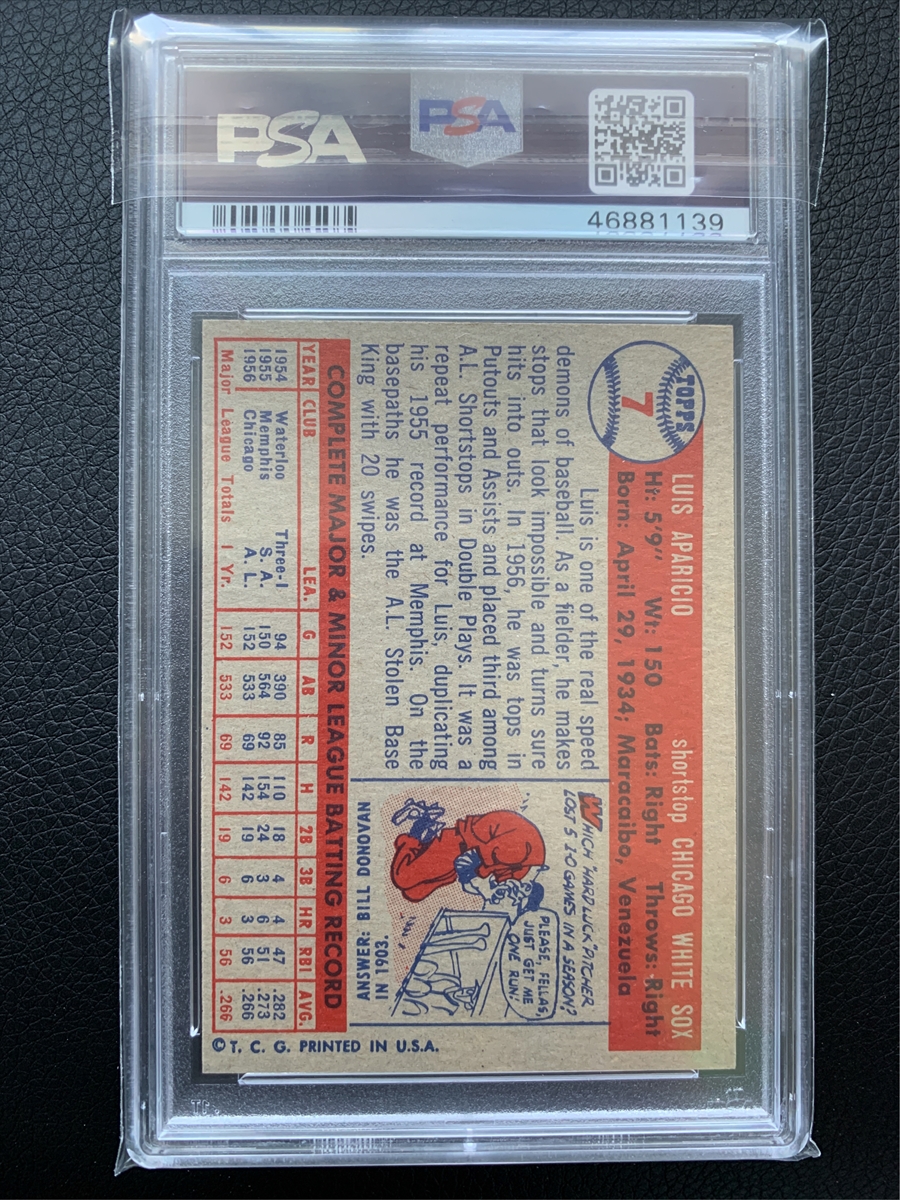 PSA
PSA
46881139
TOPPS
7
LUIS APARICIO
shortstop CHICAGO WHITE SOX
Ht: 5'9" Wt: 150 Bats: Right Throws: Right
Born: April 29, 1934; Maracaibo, Venezuela
Luis is one of the real speed
demons of baseball. As a fielder, he makes
stops that look impossible and turns sure
hits into outs. In 1956, he was tops in
Putouts and Assists and placed third among
A.L. Shortstops in Double Plays. It was a
repeat performance for Luis, duplicating
his 1955 record at Memphis. On the
basepaths he was the A.L. Stolen Base
King with 20 swipes.
WHICH "HARD LUCK" PITCHER
LOST 5 1-0 GAMES IN A SEASON?
PLEASE, FELLAS,
JUST GET ME
ONE RUN!
ANSWER: BILL DONOVAN
IN 1903.
COMPLETE MAJOR & MINOR LEAGUE BATTING RECORD
YEAR CLUB LEA. G AB R H 2B 3B HR RBI AVG.
1954 Waterloo Three-I 94 390 85 110 18 4 4 47 .282
1955 Memphis S. A. 150 564 92 154 24 3 6 51 .273
1956 Chicago A. L. 152 533 69 142 19 6 3 56 .266
Major League Totals 1 Yr. 152 533 69 142 19 6 3 56 .266
© T. C. G. PRINTED IN U.S.A.